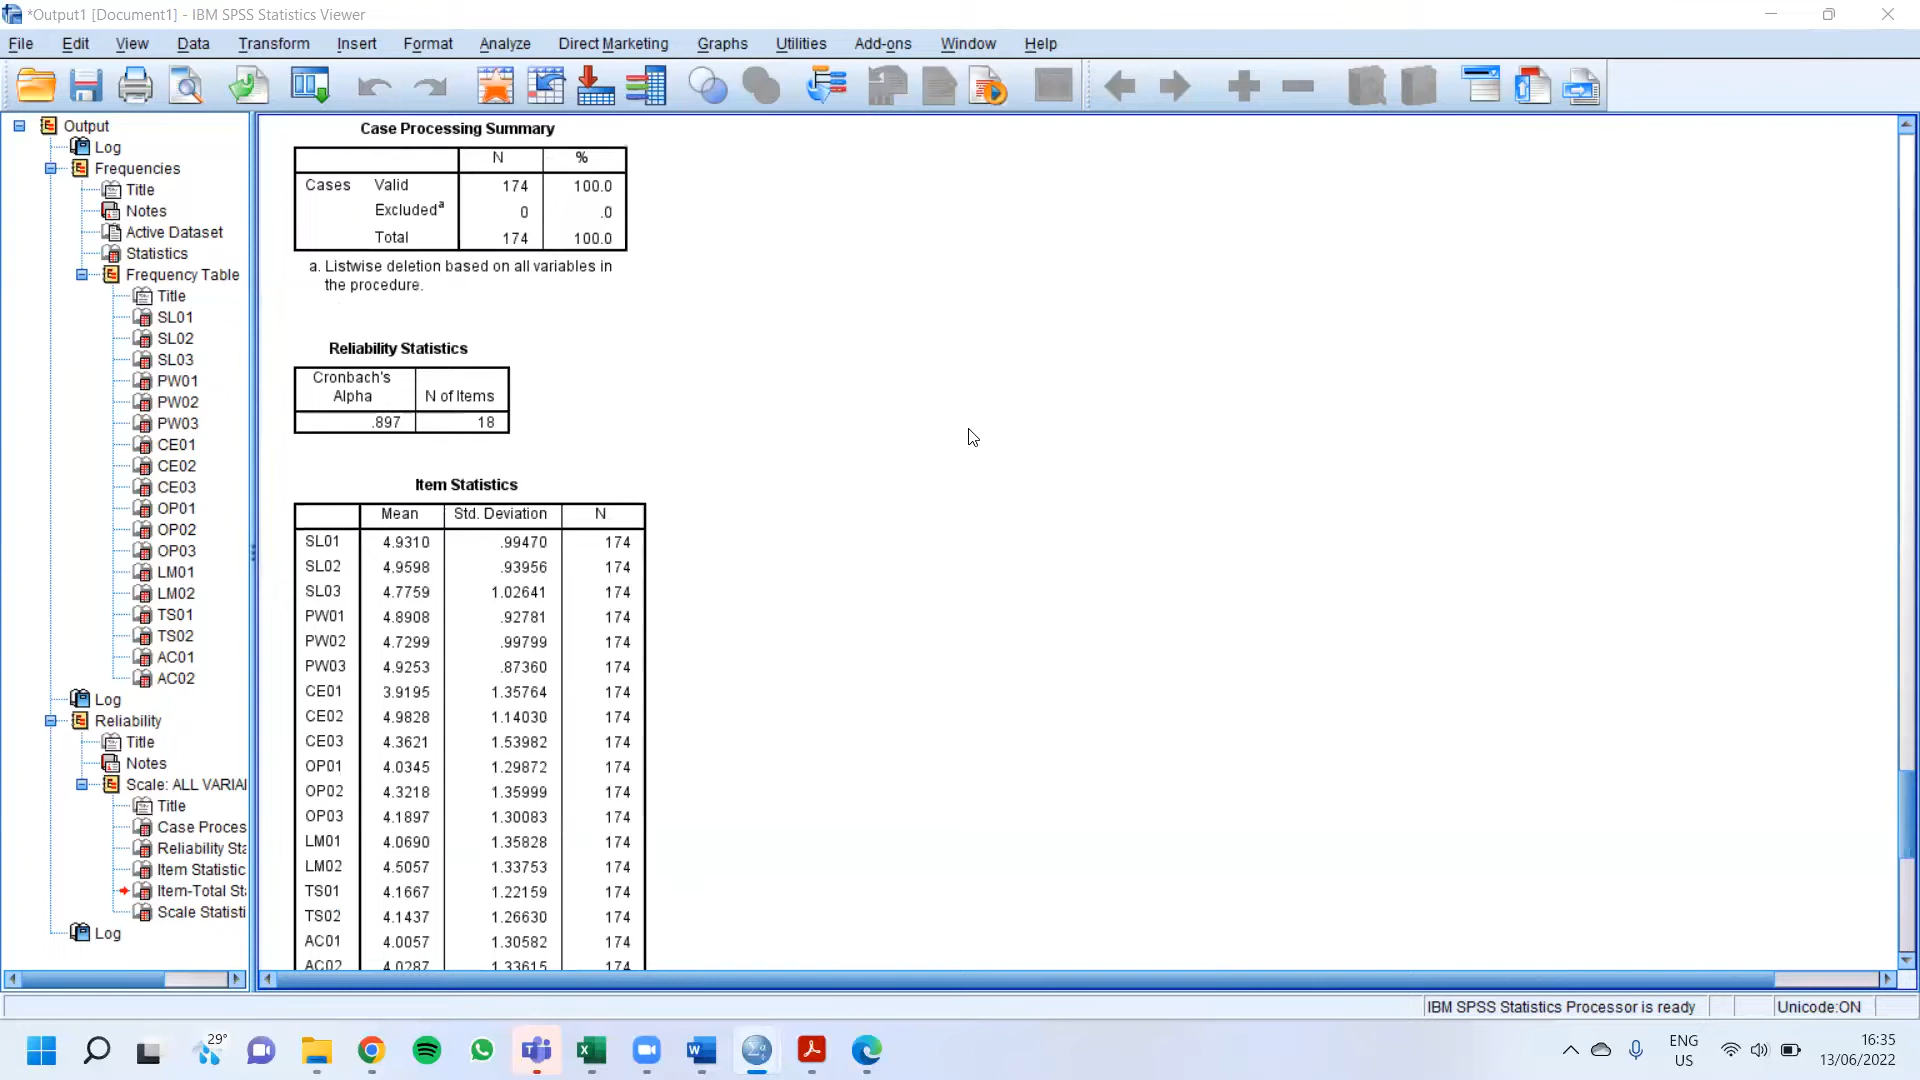 *Output1 [Document1] - IBM SPSS Statistics Viewer
File Edit View Data Transform Insert Format Analyze Direct Marketing Graphs Utilities Add-ons Window Help
Output
Log
Frequencies
Title
Notes
Active Dataset
Statistics
Frequency Table
Title
SL01
SL02
SL03
PW01
PW02
PW03
CE01
CE02
CE03
OP01
OP02
OP03
LM01
LM02
TS01
TS02
AC01
AC02
Log
Reliability
Title
Notes
Scale: ALL VARIAI
Title
Case Proces
Reliability Sta
Item Statistic
Item-Total Sta
Scale Statisti
Log
Case Processing Summary
N %
Cases Valid 174 100.0
Excludedᵃ 0 .0
Total 174 100.0
a. Listwise deletion based on all variables in
the procedure.
Reliability Statistics
Cronbach's
Alpha N of Items
.897 18
Item Statistics
Mean Std. Deviation N
SL01 4.9310 .99470 174
SL02 4.9598 .93956 174
SL03 4.7759 1.02641 174
PW01 4.8908 .92781 174
PW02 4.7299 .99799 174
PW03 4.9253 .87360 174
CE01 3.9195 1.35764 174
CE02 4.9828 1.14030 174
CE03 4.3621 1.53982 174
OP01 4.0345 1.29872 174
OP02 4.3218 1.35999 174
OP03 4.1897 1.30083 174
LM01 4.0690 1.35828 174
LM02 4.5057 1.33753 174
TS01 4.1667 1.22159 174
TS02 4.1437 1.26630 174
AC01 4.0057 1.30582 174
AC02 4.0287 1.33615 174
IBM SPSS Statistics Processor is ready Unicode:ON
29°
ENG
US
16:35
13/06/2022